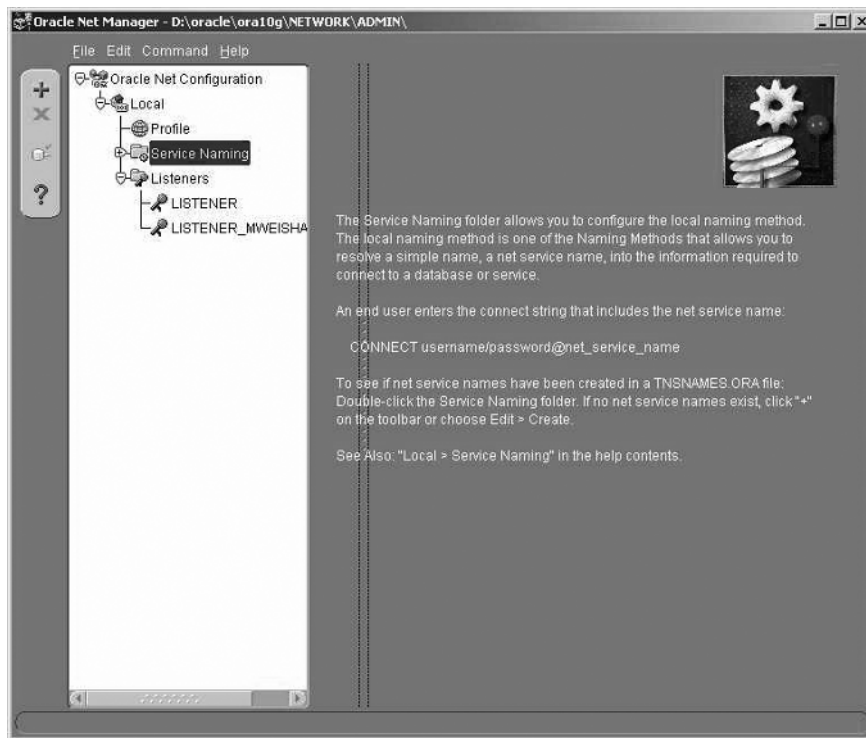 Oracle Net Manager - D:\oracle\ora10g\NETWORK\ADMIN\
File Edit Command Help
Oracle Net Configuration
Local
Profile
Service Naming
Listeners
LISTENER
LISTENER_MWEISHA
The Service Naming folder allows you to configure the local naming method.
The local naming method is one of the Naming Methods that allows you to
resolve a simple name, a net service name, into the information required to
connect to a database or service.
An end user enters the connect string that includes the net service name:
CONNECT username/password@net_service_name
To see if net service names have been created in a TNSNAMES.ORA file:
Double-click the Service Naming folder. If no net service names exist, click "+"
on the toolbar or choose Edit > Create.
See Also: "Local > Service Naming" in the help contents.